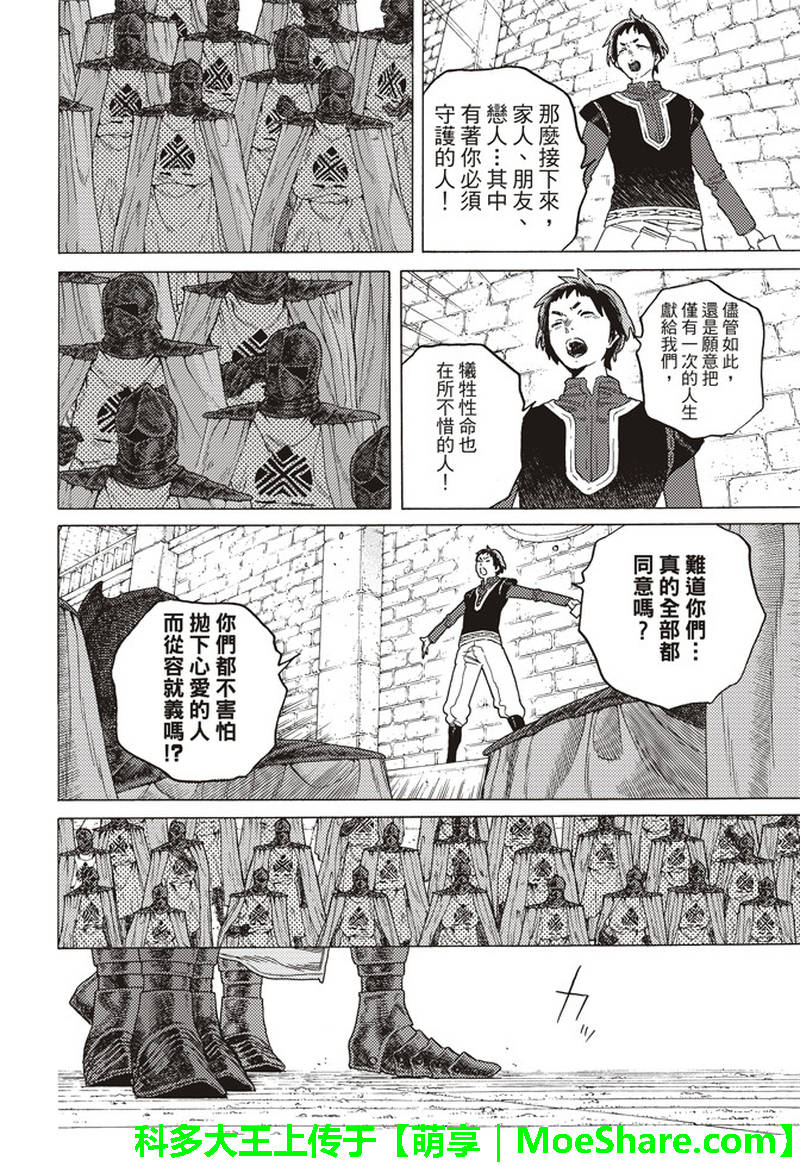 那麼接下來，
家人、朋友、
戀人…其中
有著你必須
守護的人！
儘管如此，
還是願意把
僅有一次的人生
獻給我們，
犧牲性命也
在所不惜的人！
難道你們…
真的全部都
同意嗎？
你們都不害怕
拋下心愛的人
而從容就義嗎!?
カッ
科多大王上传于【萌享｜MoeShare.com】